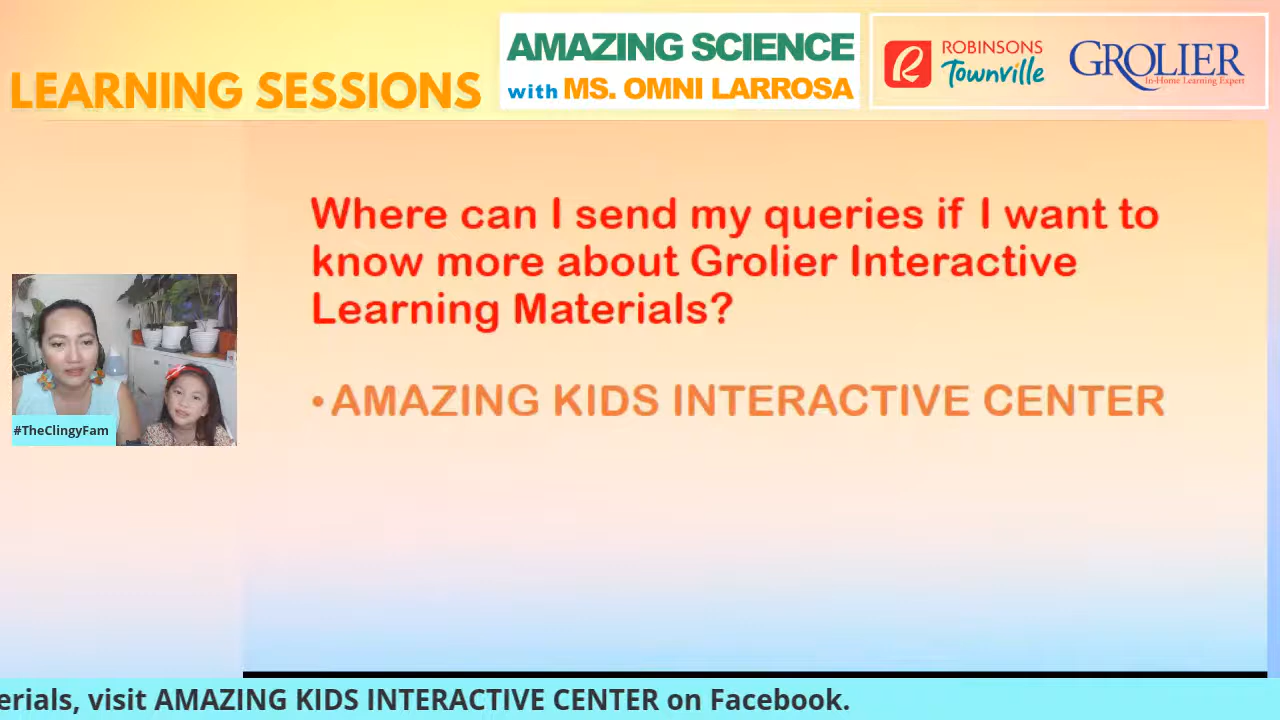 LEARNING SESSIONS
AMAZING SCIENCE
with MS. OMNI LARROSA
ROBINSONS
Townville
GROLIER
In-Home Learning Expert
Where can I send my queries if I want to
know more about Grolier Interactive
Learning Materials?
• AMAZING KIDS INTERACTIVE CENTER
#TheClingyFam
erials, visit AMAZING KIDS INTERACTIVE CENTER on Facebook.